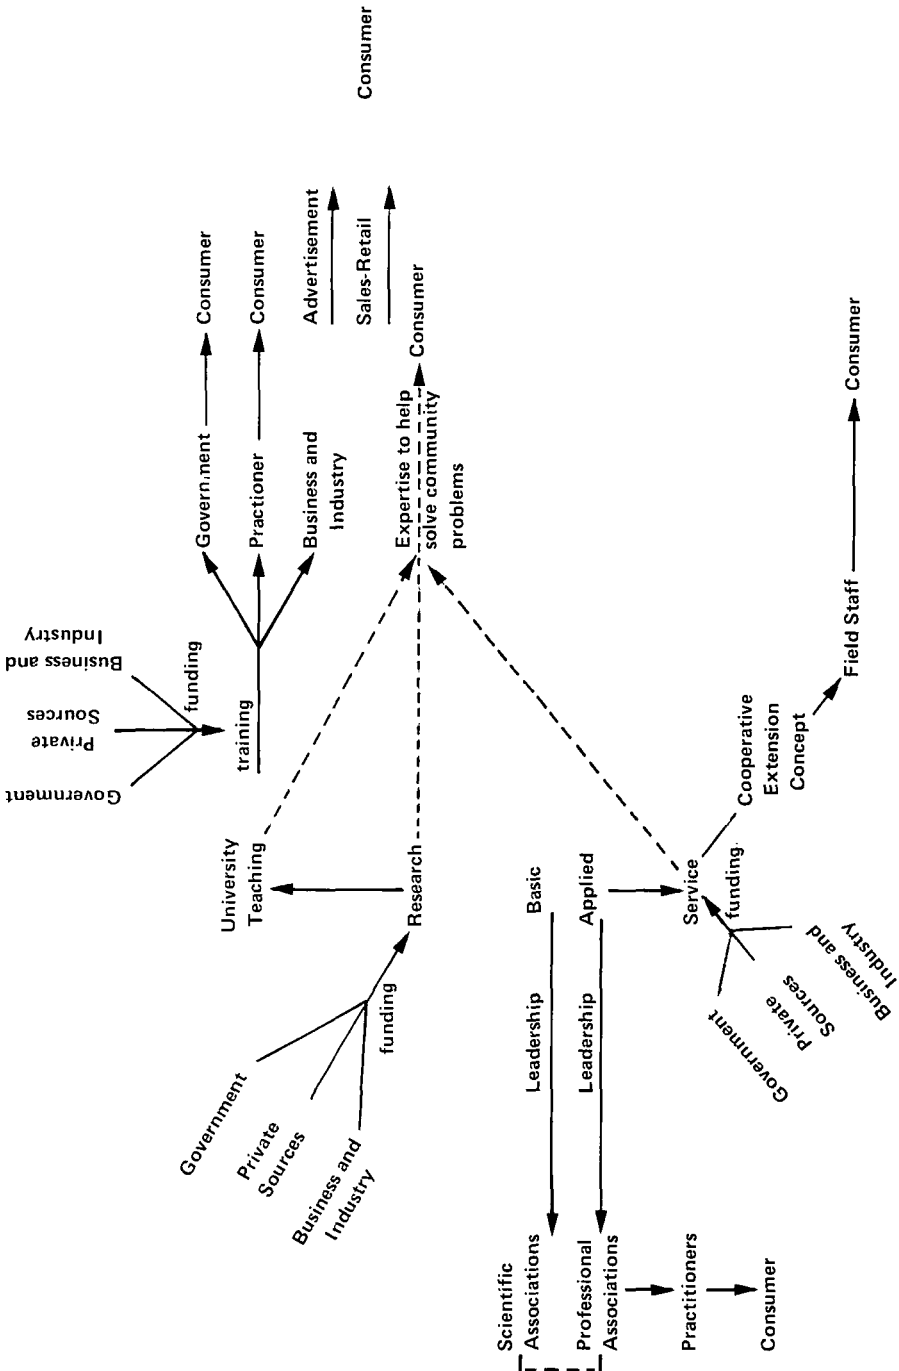 Government
Private
Sources
Business and
Industry
funding
training
Government
Consumer
Practioner
Consumer
Business and
Industry
Advertisement
Sales-Retail
Consumer
University
Teaching
Government
Private
Sources
Business and
Industry
funding
Research
Expertise to help
solve community
problems
Consumer
Scientific
Associations
Leadership
Basic
Professional
Associations
Leadership
Applied
Practitioners
Consumer
Service
funding
Government
Private
Sources
Business and
Industry
Cooperative
Extension
Concept
Field Staff
Consumer